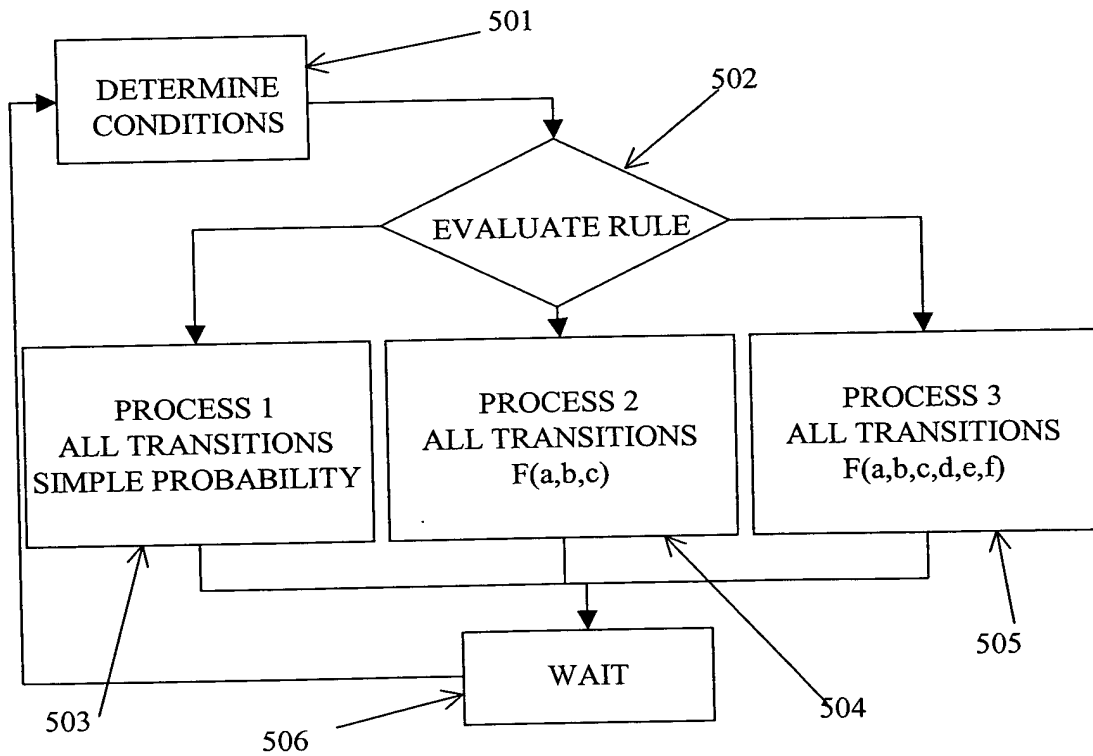 501
DETERMINE
CONDITIONS
502
EVALUATE RULE
PROCESS 1
ALL TRANSITIONS
SIMPLE PROBABILITY
PROCESS 2
ALL TRANSITIONS
F(a,b,c)
PROCESS 3
ALL TRANSITIONS
F(a,b,c,d,e,f)
WAIT
503
506
504
505